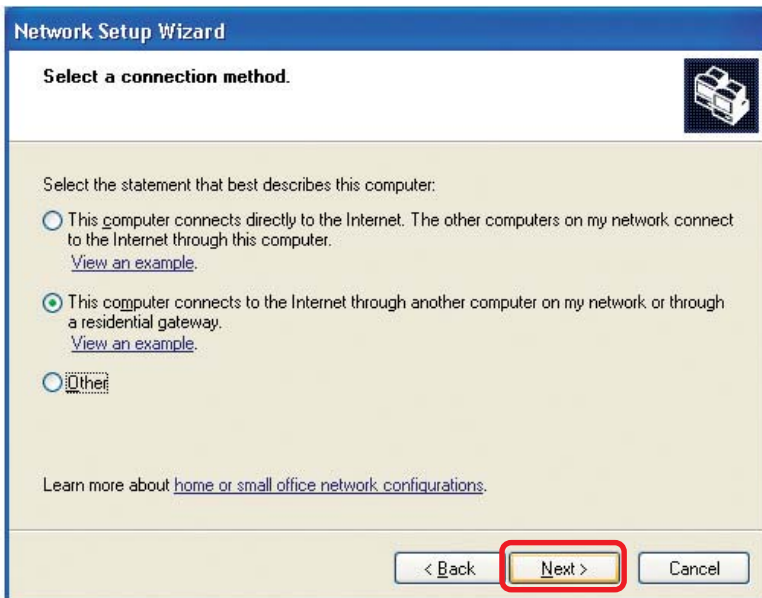 Network Setup Wizard
Select a connection method.
Select the statement that best describes this computer:
This computer connects directly to the Internet. The other computers on my network connect
to the Internet through this computer.
View an example.
This computer connects to the Internet through another computer on my network or through
a residential gateway.
View an example.
Other
Learn more about home or small office network configurations.
< Back Next > Cancel